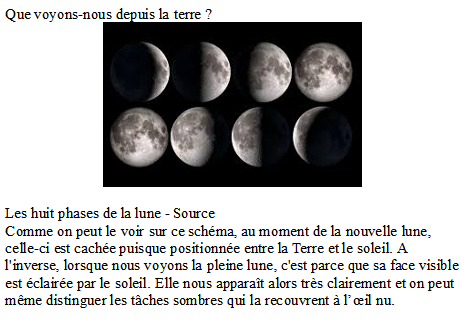 Que voyons-nous depuis la terre ?
Les huit phases de la lune - Source
Comme on peut le voir sur ce schéma, au moment de la nouvelle lune,
celle-ci est cachée puisque positionnée entre la Terre et le soleil. A
l'inverse, lorsque nous voyons la pleine lune, c'est parce que sa face visible
est éclairée par le soleil. Elle nous apparaît alors très clairement et on peut
même distinguer les tâches sombres qui la recouvrent à l’œil nu.